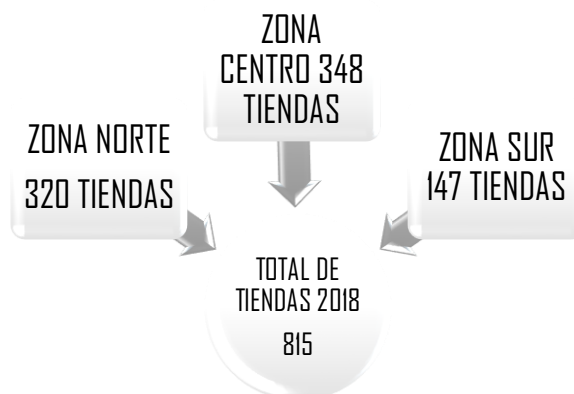 ZONA
CENTRO 348
TIENDAS
ZONA NORTE
320 TIENDAS
ZONA SUR
147 TIENDAS
TOTAL DE
TIENDAS 2018
815